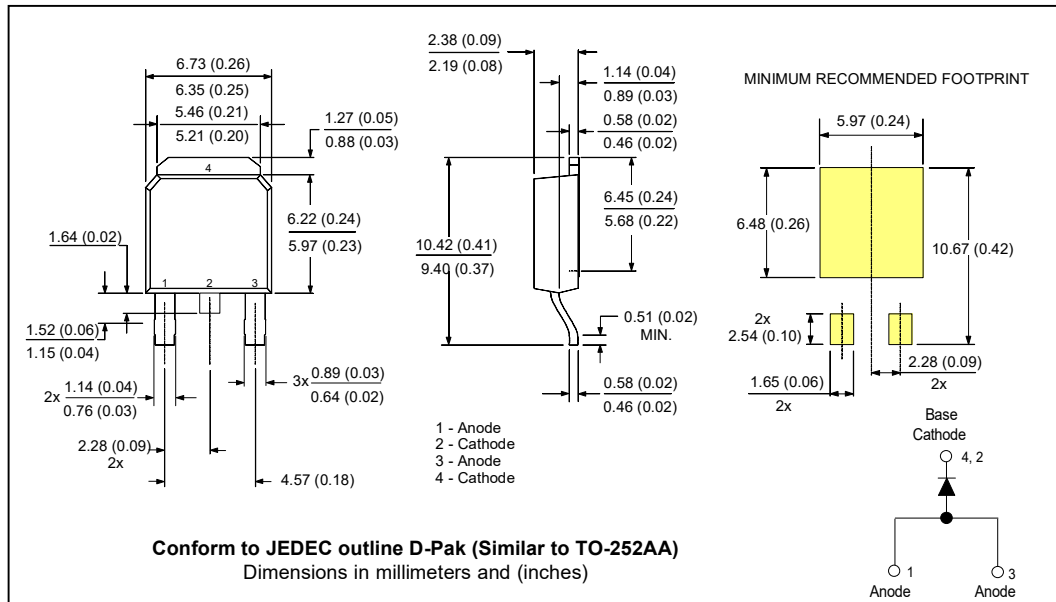 6.73 (0.26)
6.35 (0.25)
5.46 (0.21)
5.21 (0.20)
1.27 (0.05)
0.88 (0.03)
4
6.22 (0.24)
5.97 (0.23)
1.64 (0.02)
1 2 3
1.52 (0.06)
1.15 (0.04)
2x 1.14 (0.04)
0.76 (0.03)
3x 0.89 (0.03)
0.64 (0.02)
2.28 (0.09)
2x
4.57 (0.18)
2.38 (0.09)
2.19 (0.08)
1.14 (0.04)
0.89 (0.03)
0.58 (0.02)
0.46 (0.02)
6.45 (0.24)
5.68 (0.22)
10.42 (0.41)
9.40 (0.37)
0.51 (0.02)
MIN.
0.58 (0.02)
0.46 (0.02)
1 - Anode
2 - Cathode
3 - Anode
4 - Cathode
MINIMUM RECOMMENDED FOOTPRINT
5.97 (0.24)
6.48 (0.26)
10.67 (0.42)
2x
2.54 (0.10)
2.28 (0.09)
2x
1.65 (0.06)
2x
Base
Cathode
4, 2
1
Anode
3
Anode
Conform to JEDEC outline D-Pak (Similar to TO-252AA)
Dimensions in millimeters and (inches)